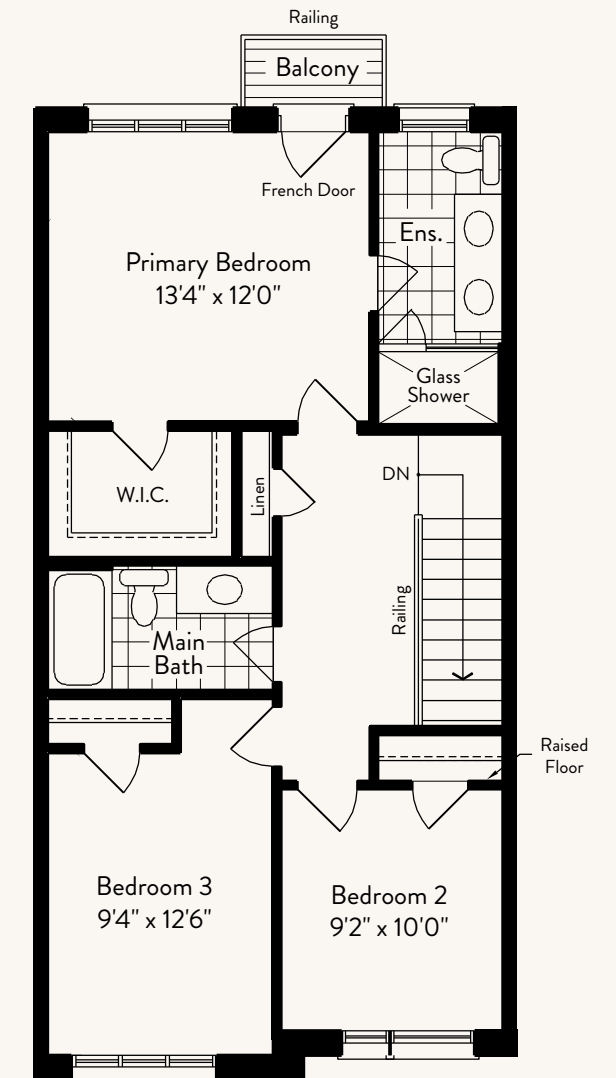 Railing
Balcony
French Door
Ens.
Primary Bedroom
13'4" x 12'0"
Glass
Shower
DN
W.I.C.
Linen
Railing
Main
Bath
Raised
Floor
Bedroom 3
9'4" x 12'6"
Bedroom 2
9'2" x 10'0"